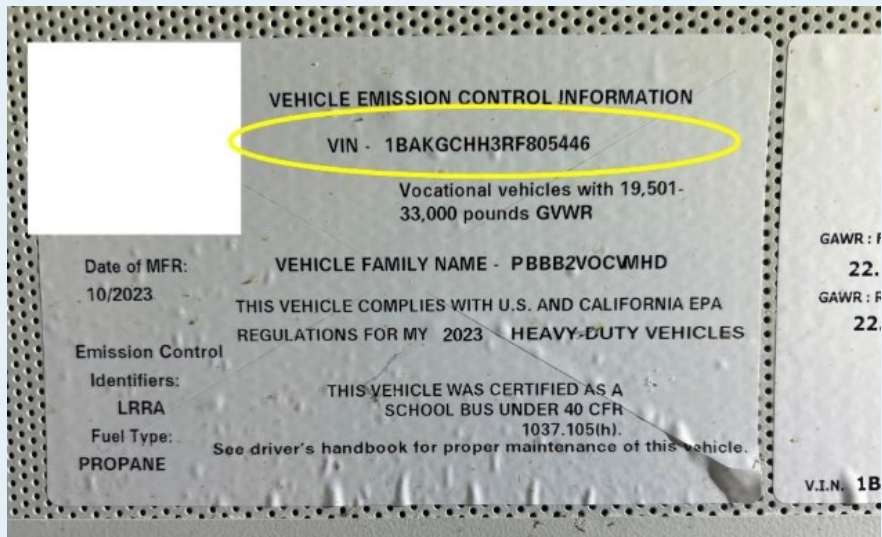 VEHICLE EMISSION CONTROL INFORMATION
VIN - 1BAKGCHH3RF805446
Vocational vehicles with 19,501-
33,000 pounds GVWR
Date of MFR:
10/2023
VEHICLE FAMILY NAME - PBBB2VOCVMHD
THIS VEHICLE COMPLIES WITH U.S. AND CALIFORNIA EPA
REGULATIONS FOR MY 2023 HEAVY-DUTY VEHICLES
Emission Control
Identifiers:
LRRA
Fuel Type:
PROPANE
THIS VEHICLE WAS CERTIFIED AS A
SCHOOL BUS UNDER 40 CFR
1037.105(h).
See driver's handbook for proper maintenance of this vehicle.
GAWR : F
22.
GAWR : R
22.
V.I.N. 1B